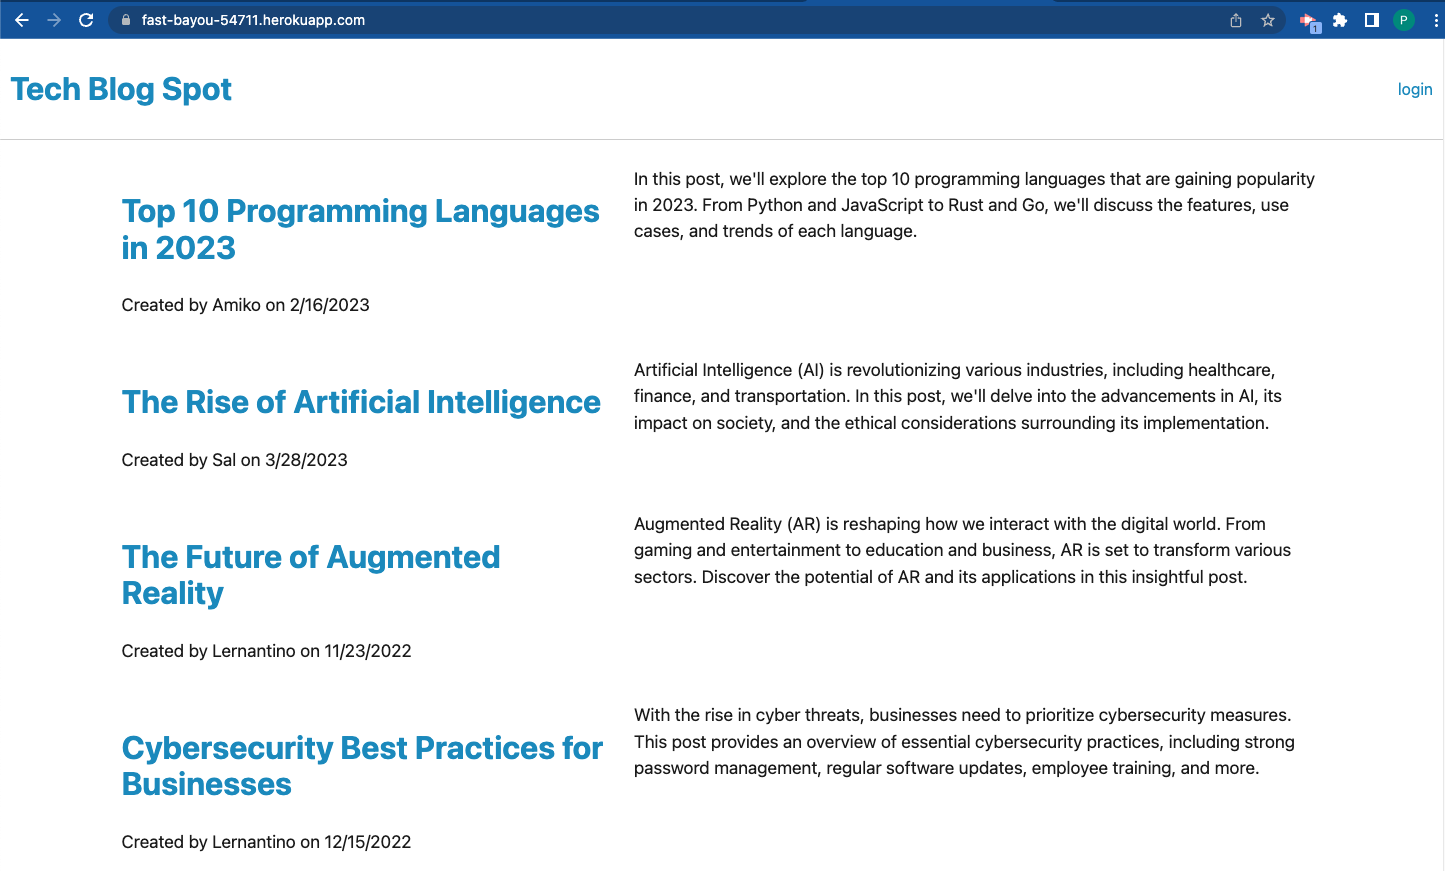 fast-bayou-54711.herokuapp.com
1
P
Tech Blog Spot
login
Top 10 Programming Languages
in 2023
Created by Amiko on 2/16/2023
In this post, we'll explore the top 10 programming languages that are gaining popularity
in 2023. From Python and JavaScript to Rust and Go, we'll discuss the features, use
cases, and trends of each language.
The Rise of Artificial Intelligence
Created by Sal on 3/28/2023
Artificial Intelligence (AI) is revolutionizing various industries, including healthcare,
finance, and transportation. In this post, we'll delve into the advancements in AI, its
impact on society, and the ethical considerations surrounding its implementation.
The Future of Augmented
Reality
Created by Lernantino on 11/23/2022
Augmented Reality (AR) is reshaping how we interact with the digital world. From
gaming and entertainment to education and business, AR is set to transform various
sectors. Discover the potential of AR and its applications in this insightful post.
Cybersecurity Best Practices for
Businesses
Created by Lernantino on 12/15/2022
With the rise in cyber threats, businesses need to prioritize cybersecurity measures.
This post provides an overview of essential cybersecurity practices, including strong
password management, regular software updates, employee training, and more.